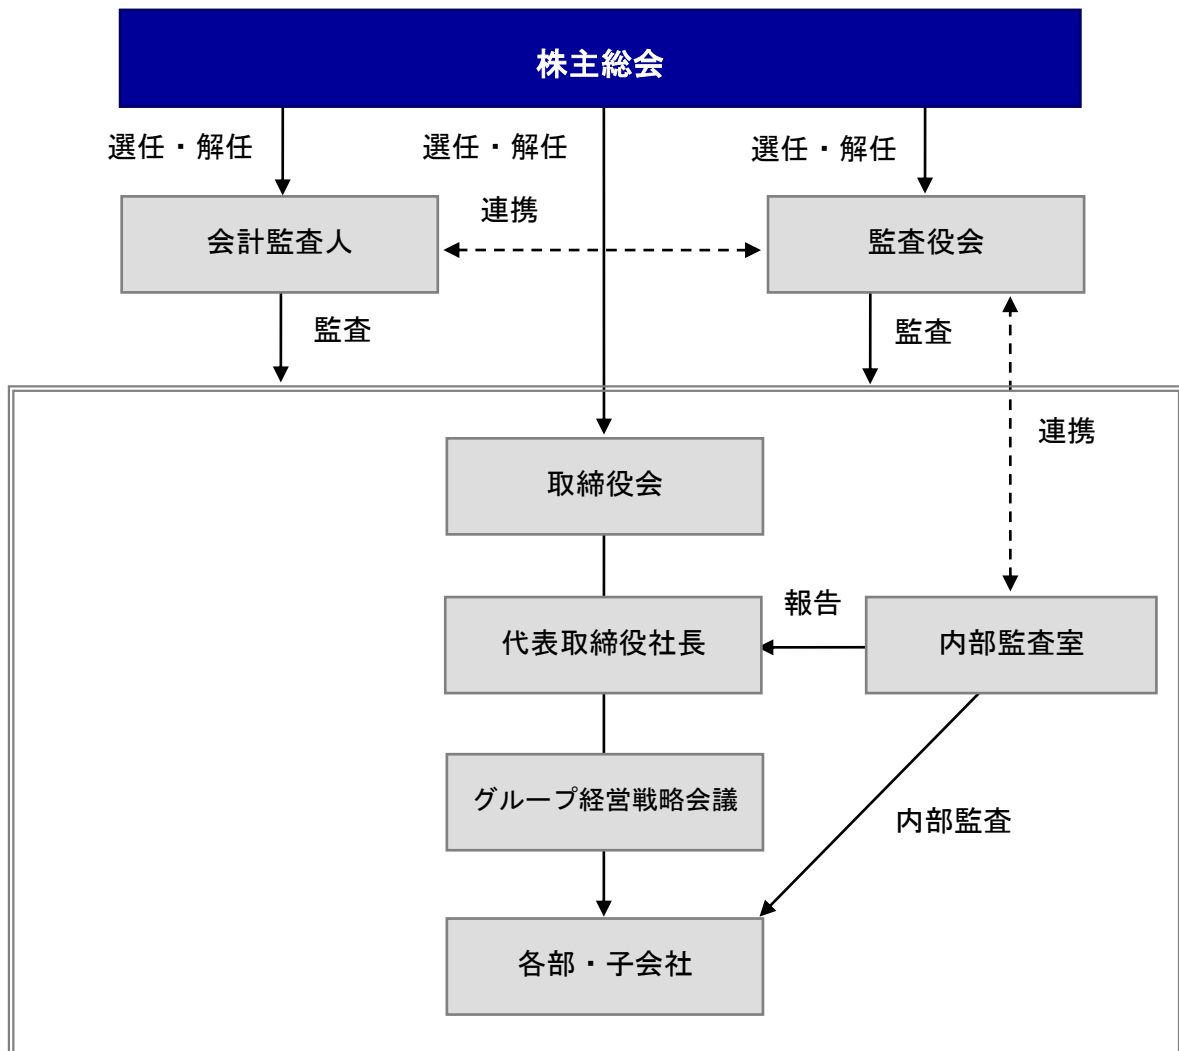 株主総会
選任・解任
選任・解任
選任・解任
会計監査人
連携
監査役会
監査
監査
連携
取締役会
代表取締役社長
報告
内部監査室
グループ経営戦略会議
内部監査
各部・子会社